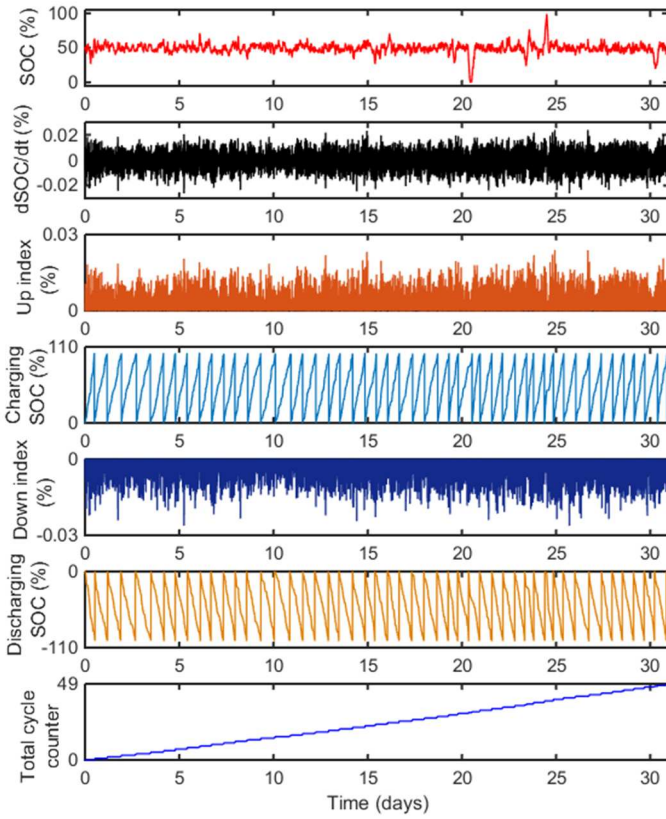 SOC (%)
100
50
0
0 5 10 15 20 25 30
dSOC/dt (%)
0.02
0
-0.02
0 5 10 15 20 25 30
Up index
(%)
0.03
0
0 5 10 15 20 25 30
Charging
SOC (%)
110
0
0 5 10 15 20 25 30
Down index
(%)
0
-0.03
0 5 10 15 20 25 30
Discharging
SOC (%)
0
-110
0 5 10 15 20 25 30
Total cycle
counter
49
0
0 5 10 15 20 25 30
Time (days)